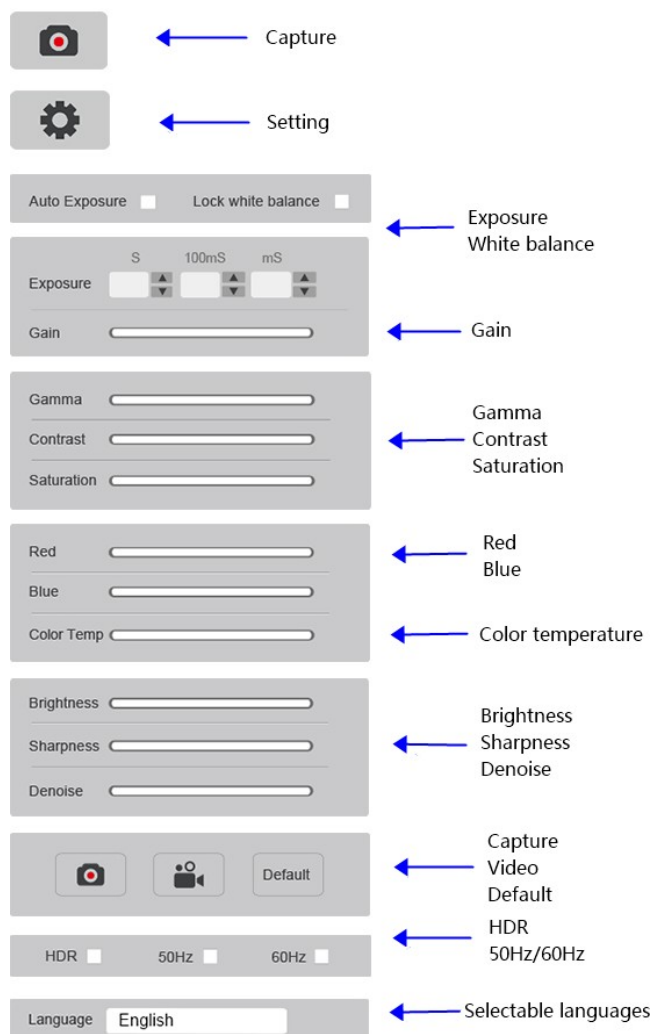 Capture
Setting
Auto Exposure Lock white balance
Exposure
White balance
S 100mS mS
Exposure
Gain
Gain
Gamma
Contrast
Saturation
Gamma
Contrast
Saturation
Red
Blue
Color Temp
Red
Blue
Color temperature
Brightness
Sharpness
Denoise
Brightness
Sharpness
Denoise
Default
Capture
Video
Default
HDR 50Hz 60Hz
HDR
50Hz/60Hz
Language English
Selectable languages